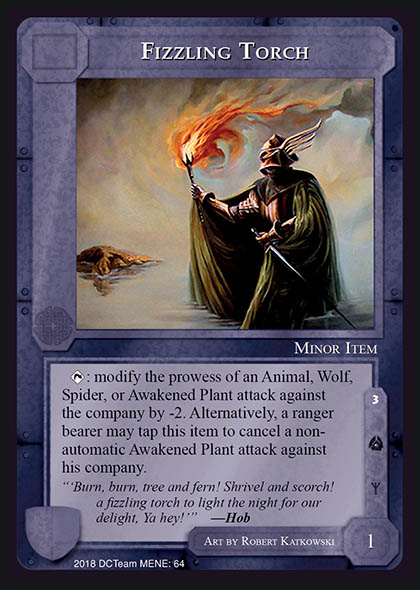 Fizzling Torch
Minor Item
: modify the prowess of an Animal, Wolf,
Spider, or Awakened Plant attack against
the company by -2. Alternatively, a ranger
bearer may tap this item to cancel a non-
automatic Awakened Plant attack against
his company.
“‘Burn, burn, tree and fern! Shrivel and scorch!
a fizzling torch to light the night for our
delight, Ya hey!’” —Hob
3
Art by Robert Katkowski
1
2018 DCTeam MENE: 64